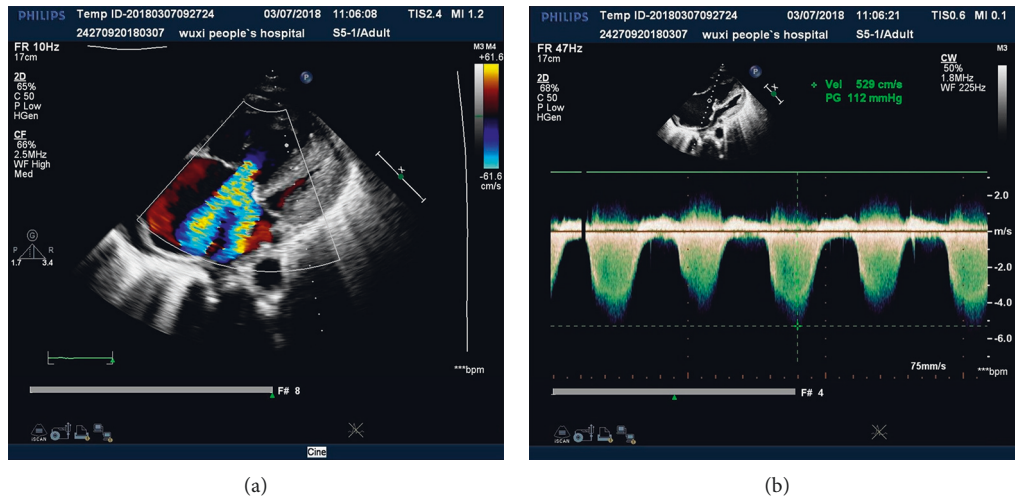 PHILIPS Temp ID-20180307092724 03/07/2018 11:06:08 TIS2.4 MI 1.2
24270920180307 wuxi people`s hospital S5-1/Adult
FR 10Hz
17cm
2D
65%
C 50
P Low
HGen
CF
66%
2.5MHz
WF High
Med
M3 M4
+61.6
-61.6
cm/s
P
x
G
P R
1.7 3.4
***bpm
F# 8
iSCAN
Cine
(a)
PHILIPS Temp ID-20180307092724 03/07/2018 11:06:21 TIS0.6 MI 0.1
24270920180307 wuxi people`s hospital S5-1/Adult
FR 47Hz
17cm
2D
68%
C 50
P Low
HGen
P
x
Vel 529 cm/s
PG 112 mmHg
M3
CW
50%
1.8MHz
WF 225Hz
2.0
m/s
-2.0
-4.0
-6.0
75mm/s
***bpm
F# 4
iSCAN
(b)